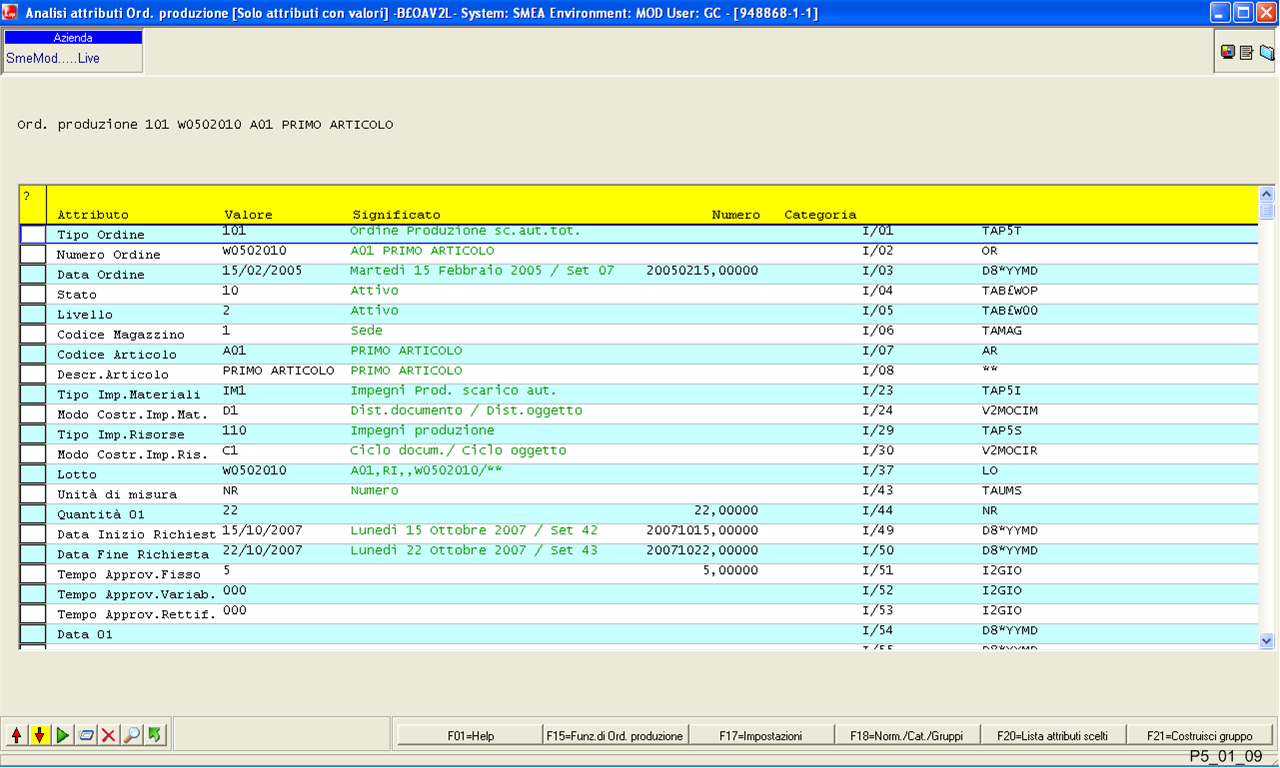 Analisi attributi Ord. produzione [Solo attributi con valori] -B£OAV2L- System: SMEA Environment: MOD User: GC - [948868-1-1]
Azienda
SmeMod.....Live
Ord. produzione 101 W0502010 A01 PRIMO ARTICOLO
?
Attributo Valore Significato Numero Categoria
Tipo Ordine 101 Ordine Produzione sc.aut.tot. I/01 TAP5T
Numero Ordine W0502010 A01 PRIMO ARTICOLO I/02 OR
Data Ordine 15/02/2005 Martedì 15 Febbraio 2005 / Set 07 20050215,00000 I/03 D8*YYMD
Stato 10 Attivo I/04 TAB£WOP
Livello 2 Attivo I/05 TAB£WOO
Codice Magazzino 1 Sede I/06 TAMAG
Codice Articolo A01 PRIMO ARTICOLO I/07 AR
Descr.Articolo PRIMO ARTICOLO PRIMO ARTICOLO I/08 **
Tipo Imp.Materiali IM1 Impegni Prod. scarico aut. I/23 TAP5I
Modo Costr.Imp.Mat. D1 Dist.documento / Dist.oggetto I/24 V2MOCIM
Tipo Imp.Risorse 110 Impegni produzione I/29 TAP5S
Modo Costr.Imp.Ris. C1 Ciclo docum./ Ciclo oggetto I/30 V2MOCIR
Lotto W0502010 A01,RI,,W0502010/** I/37 LO
Unità di misura NR Numero I/43 TAUMS
Quantità 01 22 22,00000 I/44 NR
Data Inizio Richiest 15/10/2007 Lunedì 15 Ottobre 2007 / Set 42 20071015,00000 I/49 D8*YYMD
Data Fine Richiesta 22/10/2007 Lunedì 22 Ottobre 2007 / Set 43 20071022,00000 I/50 D8*YYMD
Tempo Approv.Fisso 5 5,00000 I/51 I2GIO
Tempo Approv.Variab. 000 I/52 I2GIO
Tempo Approv.Rettif. 000 I/53 I2GIO
Data 01 I/54 D8*YYMD
I/55 D8*YYMD
F01=Help F15=Funz.di Ord. produzione F17=Impostazioni F18=Norm./Cat./Gruppi F20=Lista attributi scelti F21=Costruisci gruppo
P5_01_09